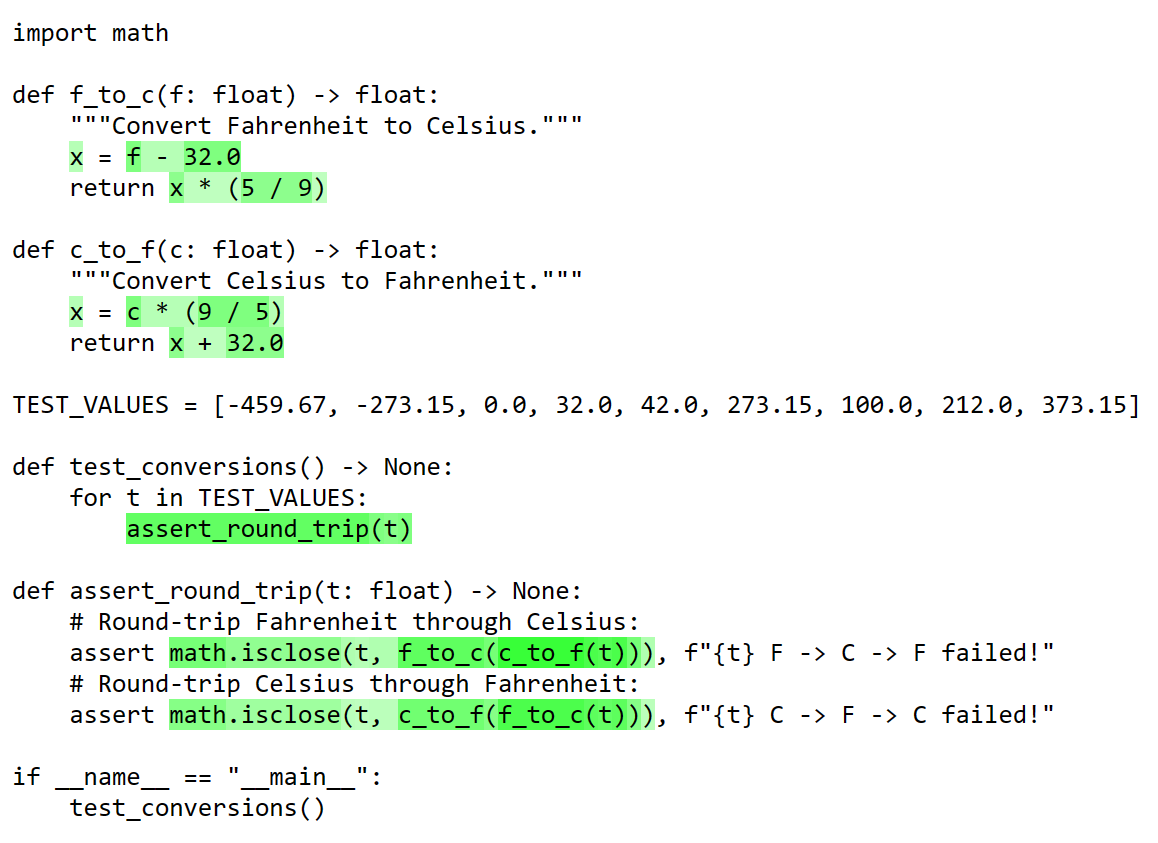 import math
def f_to_c(f: float) -> float:
    """Convert Fahrenheit to Celsius."""
    x = f - 32.0
    return x * (5 / 9)
def c_to_f(c: float) -> float:
    """Convert Celsius to Fahrenheit."""
    x = c * (9 / 5)
    return x + 32.0
TEST_VALUES = [-459.67, -273.15, 0.0, 32.0, 42.0, 273.15, 100.0, 212.0, 373.15]
def test_conversions() -> None:
    for t in TEST_VALUES:
        assert_round_trip(t)
def assert_round_trip(t: float) -> None:
    # Round-trip Fahrenheit through Celsius:
    assert math.isclose(t, f_to_c(c_to_f(t))), f"{t} F -> C -> F failed!"
    # Round-trip Celsius through Fahrenheit:
    assert math.isclose(t, c_to_f(f_to_c(t))), f"{t} C -> F -> C failed!"
if __name__ == "__main__":
    test_conversions()